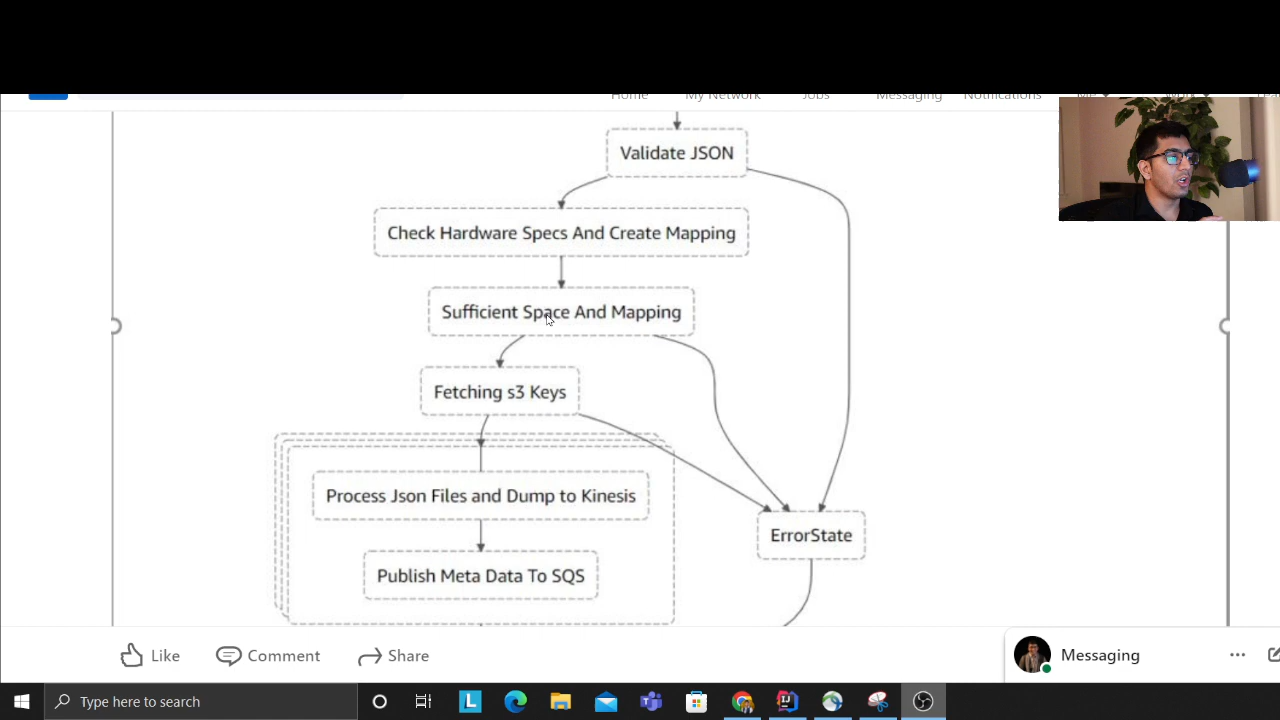 Home My Network Jobs Messaging Notifications
Validate JSON
Check Hardware Specs And Create Mapping
Sufficient Space And Mapping
Fetching s3 Keys
Process Json Files and Dump to Kinesis
ErrorState
Publish Meta Data To SQS
Like Comment Share
Messaging
Type here to search